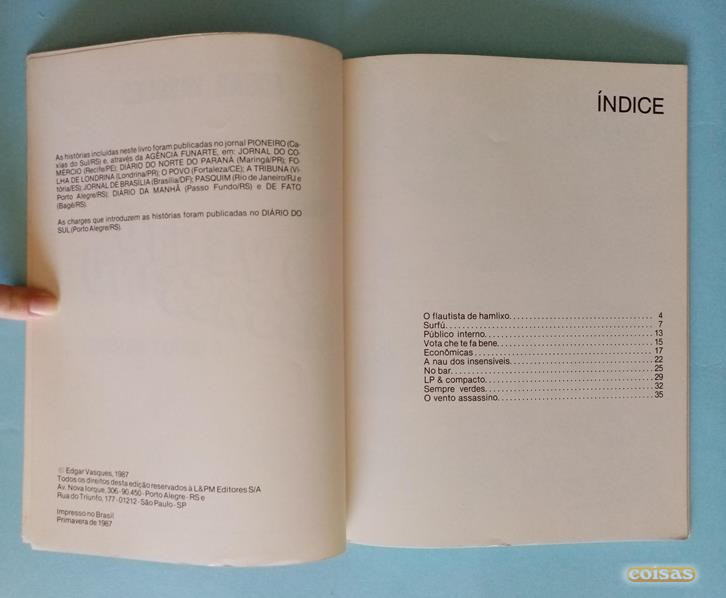 As histórias incluídas neste livro foram publicadas no jornal PIONEIRO (Ca-
xias do Sul/RS) e, através da AGÊNCIA FUNARTE, em: JORNAL DO CO-
MÉRCIO (Recife/PE); DIÁRIO DO NORTE DO PARANÁ (Maringá/PR); FO-
LHA DE LONDRINA (Londrina/PR); O POVO (Fortaleza/CE); A TRIBUNA (Vi-
tória/ES); JORNAL DE BRASÍLIA (Brasília/DF); PASQUIM (Rio de Janeiro/RJ e
Porto Alegre/RS); DIÁRIO DA MANHÃ (Passo Fundo/RS) e DE FATO
(Bagé/RS).
As charges que introduzem as histórias foram publicadas no DIÁRIO DO
SUL (Porto Alegre/RS).
© Edgar Vasques, 1987
Todos os direitos desta edição reservados à L&PM Editores S/A
Av. Nova Iorque, 306 - 90.450 - Porto Alegre - RS e
Rua do Triunfo, 177 - 01212 - São Paulo - SP
Impresso no Brasil
Primavera de 1987
ÍNDICE
O flautista de hamlixo 4
Surfú 7
Público interno 13
Vota che te fa bene 15
Econômicas 17
A nau dos insensíveis 22
No bar 25
LP & compacto 29
Sempre verdes 32
O vento assassino 35
coisas